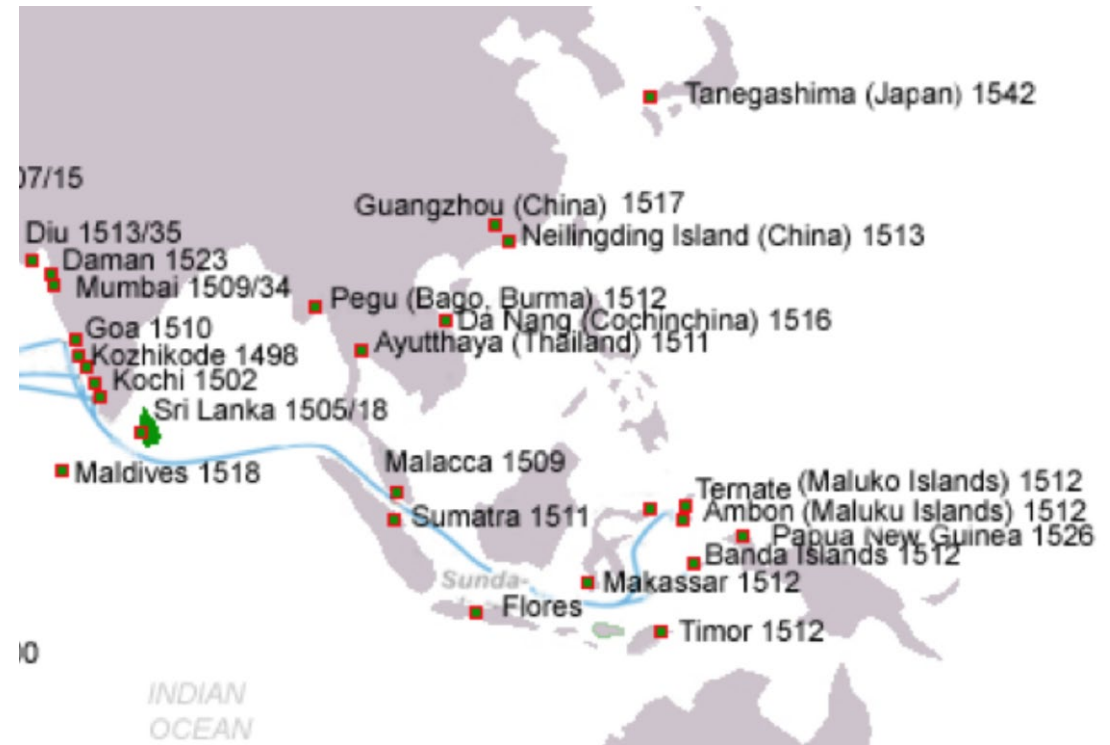 Tanegashima (Japan) 1542
07/15
Guangzhou (China) 1517
Diu 1513/35
Neilingding Island (China) 1513
Daman 1523
Mumbai 1509/34
Pegu (Bago, Burma) 1512
Da Nang (Cochinchina) 1516
Goa 1510
Ayutthaya (Thailand) 1511
Kozhikode 1498
Kochi 1502
Sri Lanka 1505/18
Malacca 1509
Maldives 1518
Ternate (Maluko Islands) 1512
Sumatra 1511
Ambon (Maluku Islands) 1512
Papua New Guinea 1526
Banda Islands 1512
Sunda-
Makassar 1512
Flores
Timor 1512
INDIAN
OCEAN